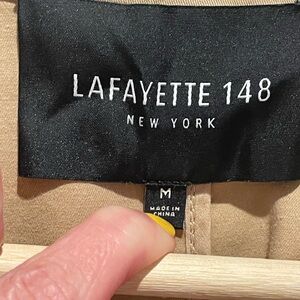 LAFAYETTE 148
NEW YORK
M
MADE IN
CHINA